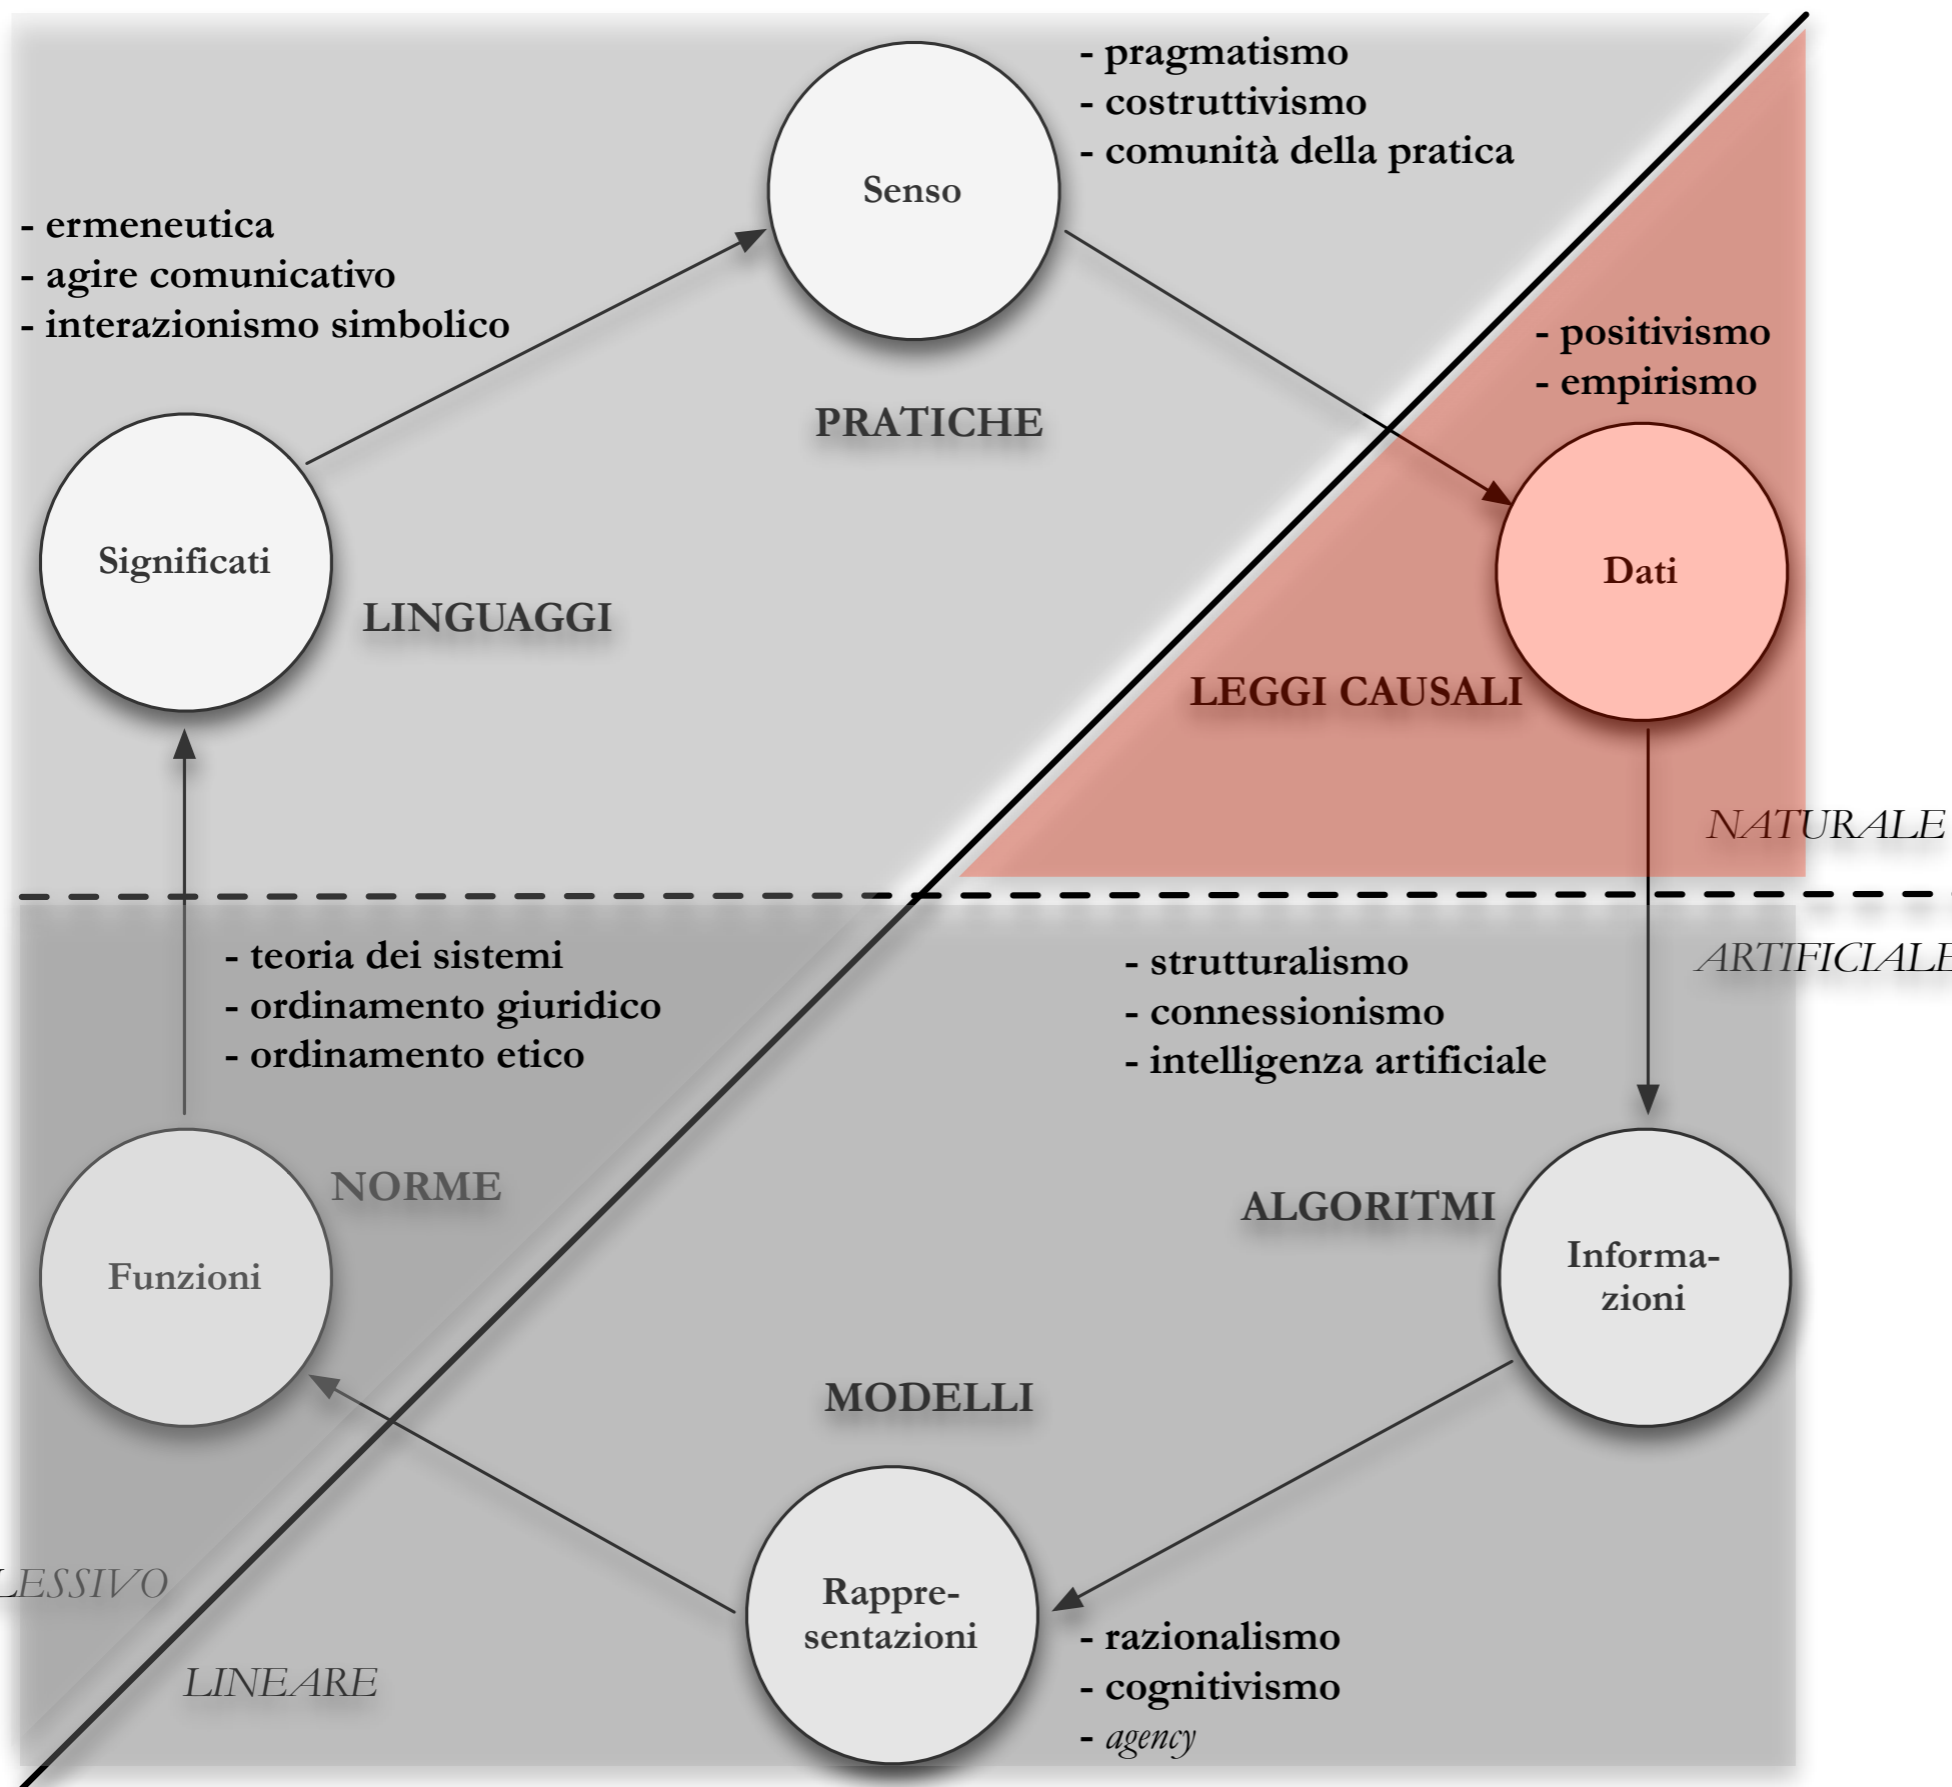 - pragmatismo
- costruttivismo
- comunità della pratica
Senso
- ermeneutica
- agire comunicativo
- interazionismo simbolico
- positivismo
- empirismo
PRATICHE
Significati
Dati
LINGUAGGI
LEGGI CAUSALI
NATURALE
- teoria dei sistemi
- ordinamento giuridico
- ordinamento etico
- strutturalismo
- connessionismo
- intelligenza artificiale
ARTIFICIALE
NORME
ALGORITMI
Funzioni
Informa-
zioni
MODELLI
LESSIVO
Rappre-
sentazioni
LINEARE
- razionalismo
- cognitivismo
- agency